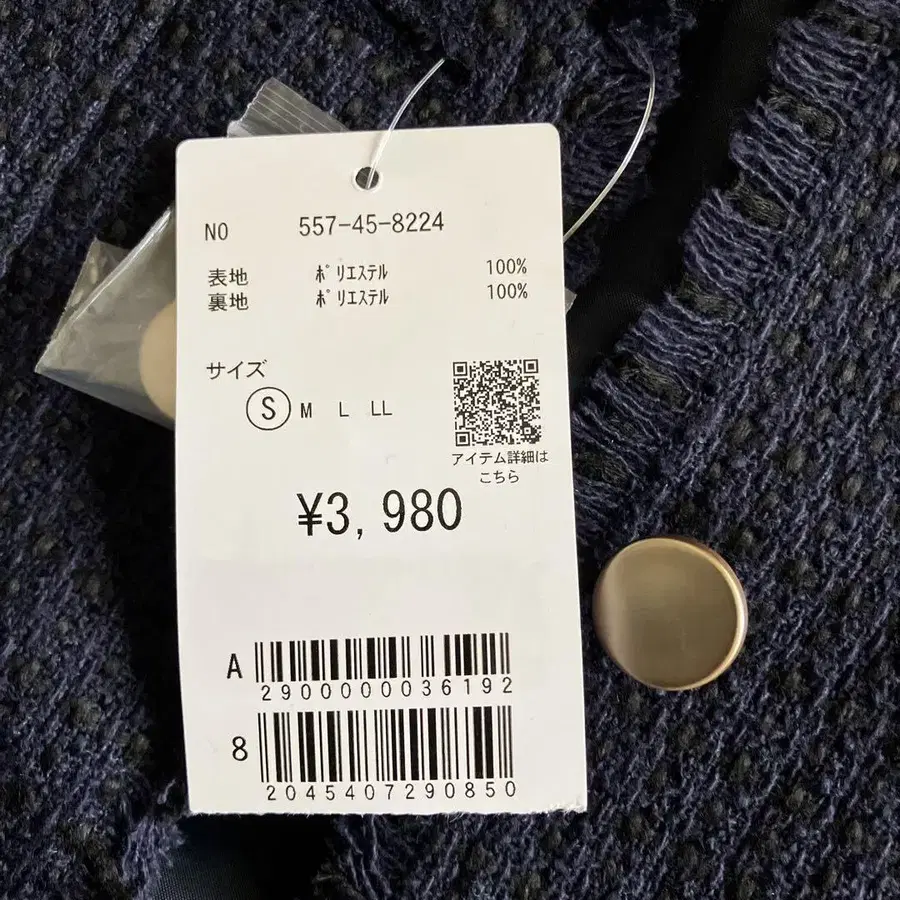 NO 557-45-8224
表地 ﾎﾟﾘｴｽﾃﾙ 100%
裏地 ﾎﾟﾘｴｽﾃﾙ 100%
サイズ
S M L LL
アイテム詳細は
こちら
¥3,980
A
2900000036192
8
2045407290850